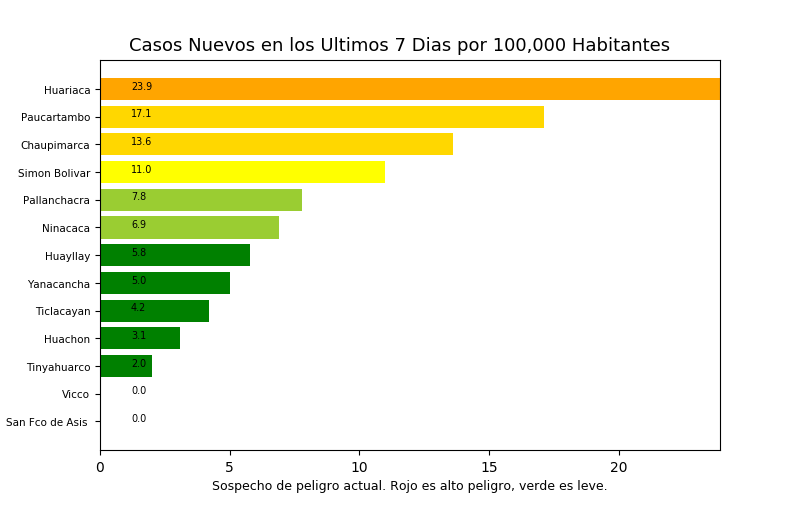 Casos Nuevos en los Ultimos 7 Dias por 100,000 Habitantes
Huariaca 23.9
Paucartambo 17.1
Chaupimarca 13.6
Simon Bolivar 11.0
Pallanchacra 7.8
Ninacaca 6.9
Huayllay 5.8
Yanacancha 5.0
Ticlacayan 4.2
Huachon 3.1
Tinyahuarco 2.0
Vicco 0.0
San Fco de Asis 0.0
0 5 10 15 20
Sospecho de peligro actual. Rojo es alto peligro, verde es leve.